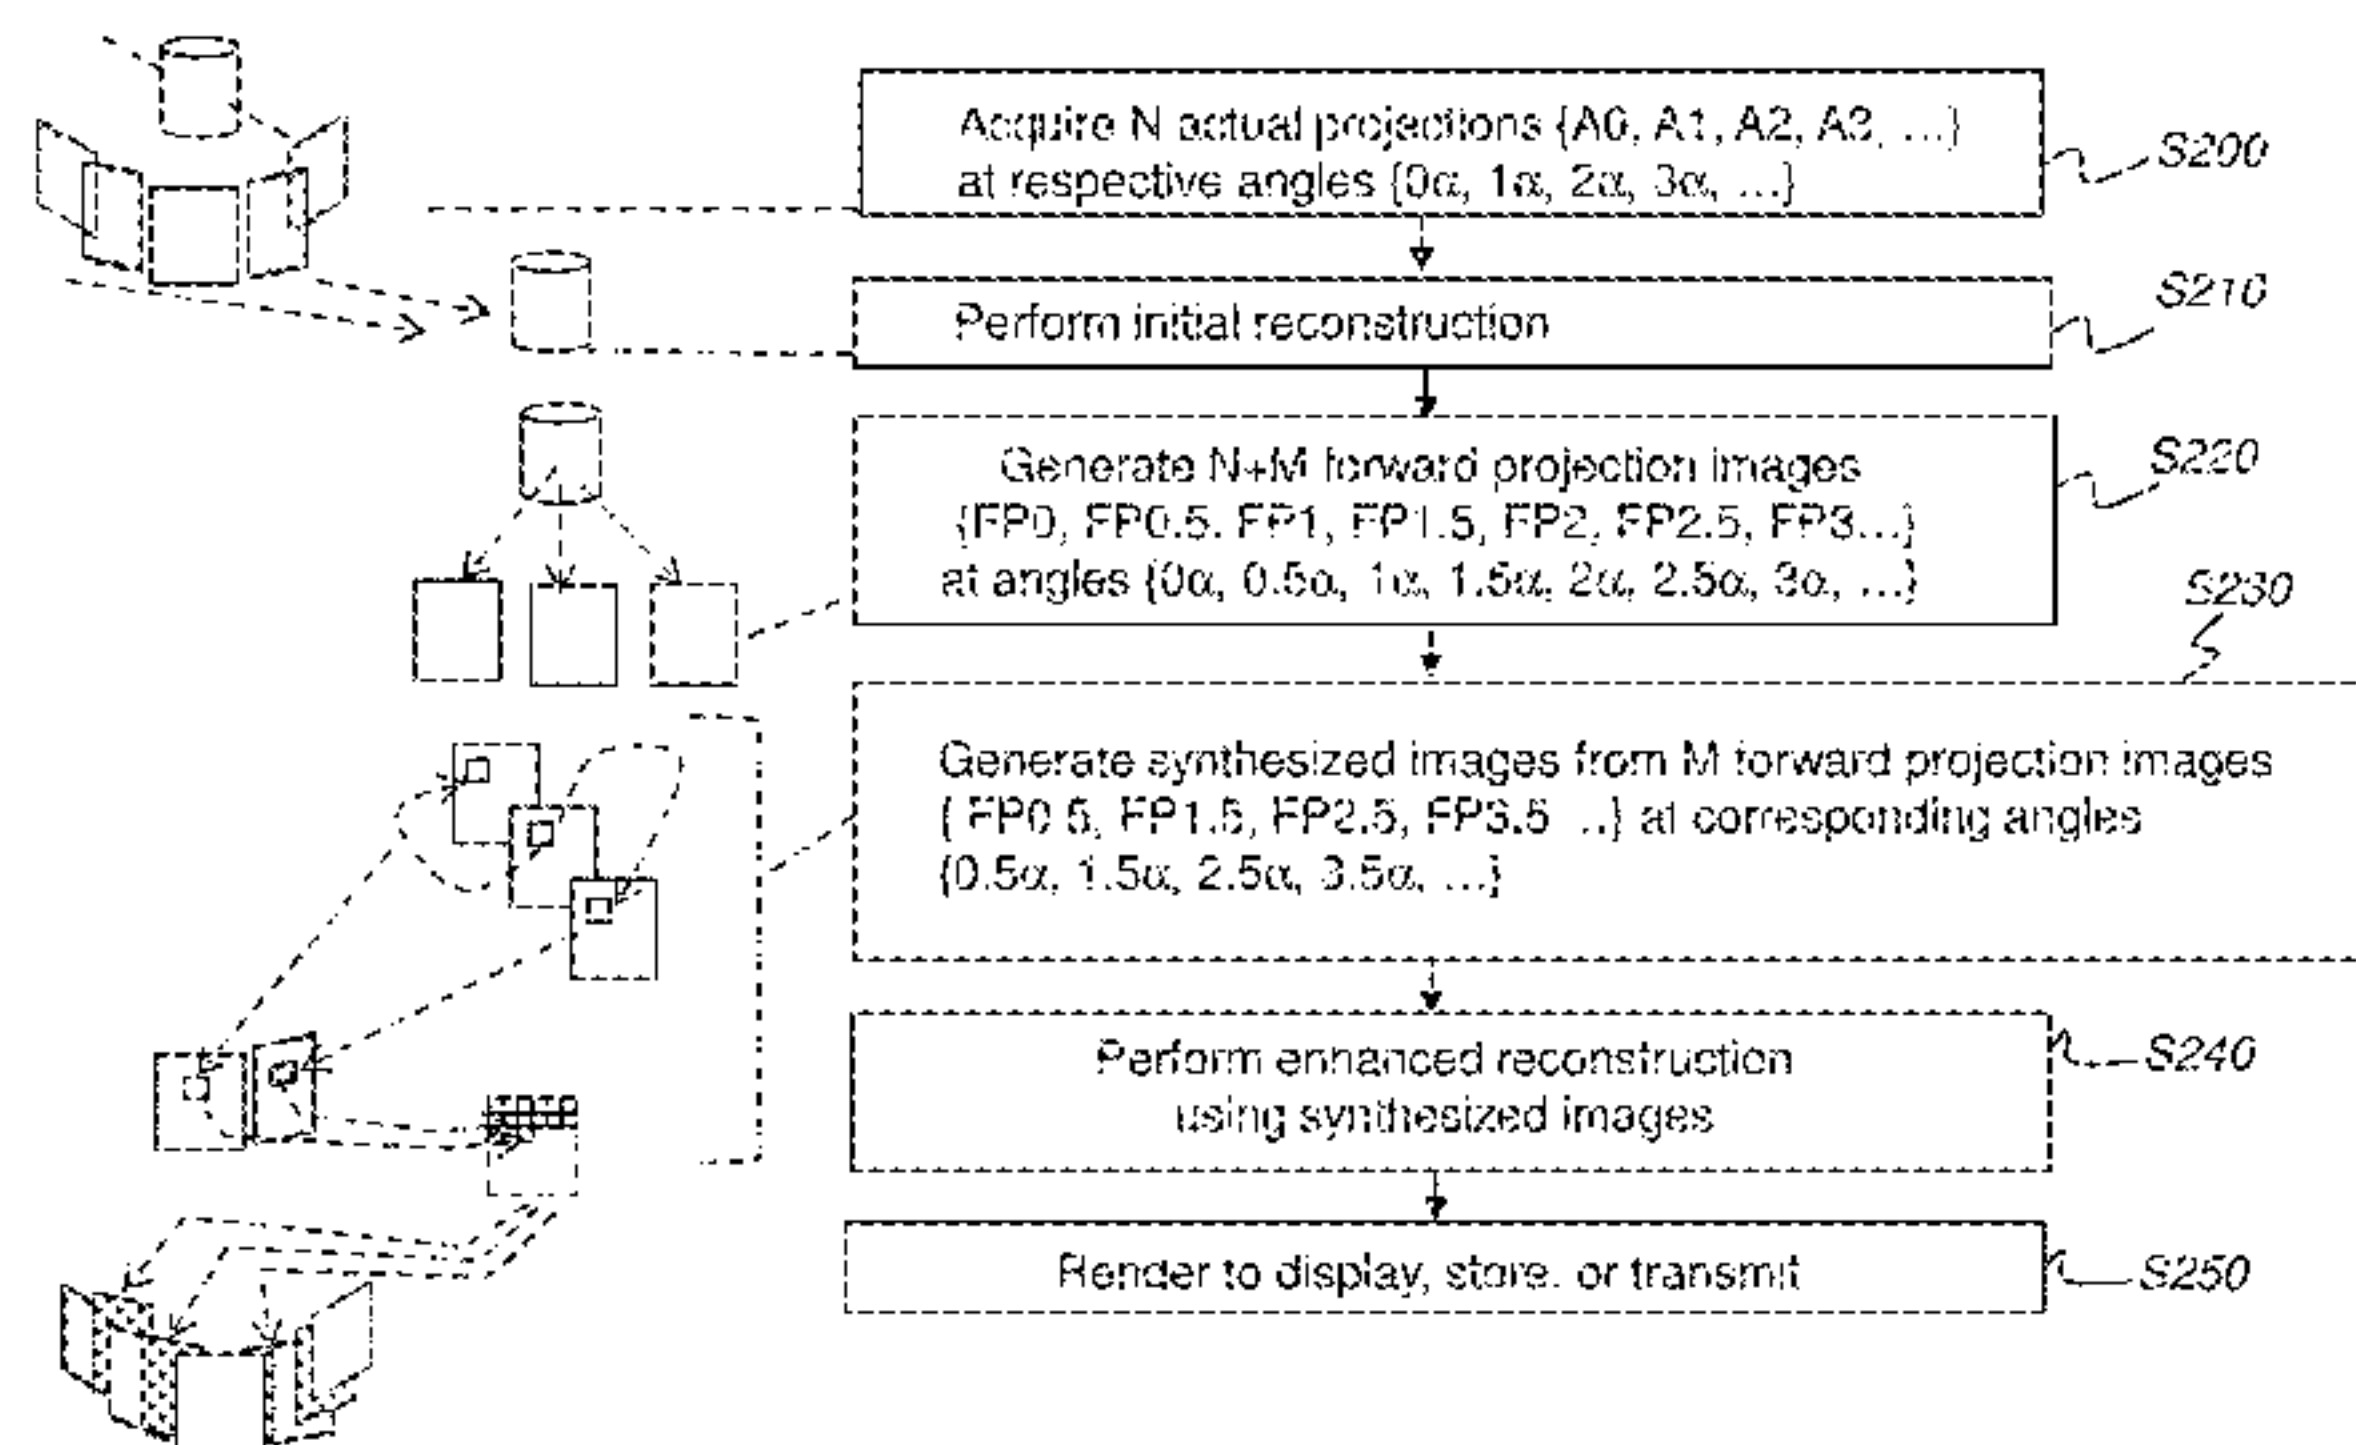 Acquire N actual projections {A0, A1, A2, A3, ...}
at respective angles {0α, 1α, 2α, 3α, ...}
S200
Perform initial reconstruction
S210
Generate N+M forward projection images
{FP0, FP0.5. FP1, FP1.5, FP2, FP2.5, FP3...}
at angles {0α, 0.5α, 1α, 1.5α, 2α, 2.5α, 3α, ...}
S220
S230
Generate synthesized images from M forward projection images
{ FP0.5, FP1.5, FP2.5, FP3.5 ...} at corresponding angles
{0.5α, 1.5α, 2.5α, 3.5α, ...}
Perform enhanced reconstruction
using synthesized images
S240
Render to display, store. or transmit
S250